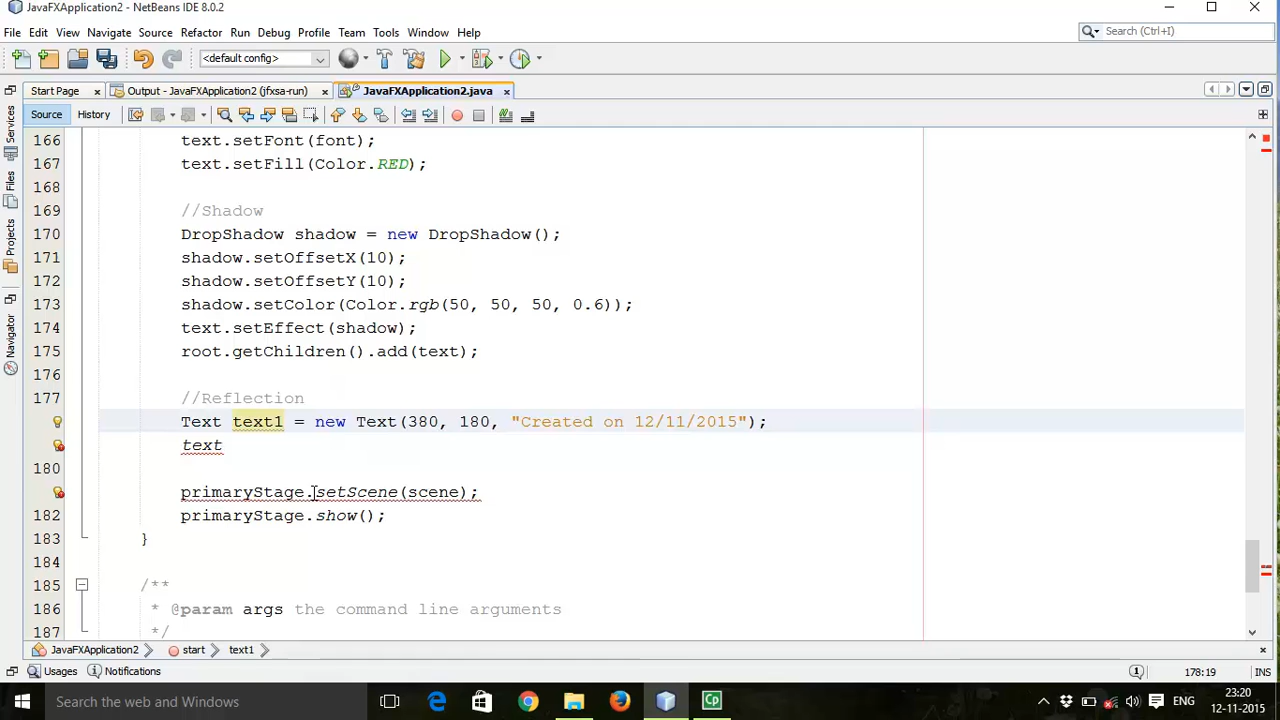 JavaFXApplication2 - NetBeans IDE 8.0.2
File Edit View Navigate Source Refactor Run Debug Profile Team Tools Window Help
Search (Ctrl+I)
<default config>
Start Page
Output - JavaFXApplication2 (jfxsa-run)
JavaFXApplication2.java
Source History
Services
Files
Projects
Navigator
166 text.setFont(font);
167 text.setFill(Color.RED);
168
169 //Shadow
170 DropShadow shadow = new DropShadow();
171 shadow.setOffsetX(10);
172 shadow.setOffsetY(10);
173 shadow.setColor(Color.rgb(50, 50, 50, 0.6));
174 text.setEffect(shadow);
175 root.getChildren().add(text);
176
177 //Reflection
Text text1 = new Text(380, 180, "Created on 12/11/2015");
text
180
primaryStage.setScene(scene);
182 primaryStage.show();
183 }
184
185 /**
186 * @param args the command line arguments
187 */
JavaFXApplication2 start text1
Usages Notifications
178:19 INS
Search the web and Windows
Cp
ENG
23:20
12-11-2015